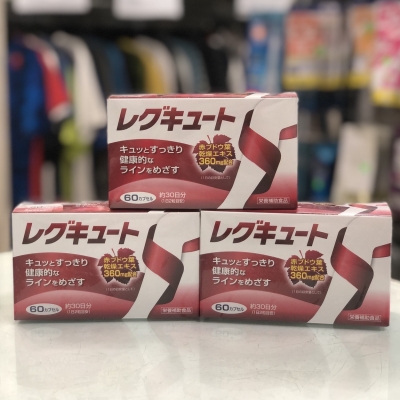 レグキュート
キュッとすっきり
健康的な
ラインをめざす
赤ブドウ葉
乾燥エキス
360mg配合
60カプセル
約30日分
栄養補助食品
レグキュート
キュッとすっきり
健康的な
ラインをめざす
赤ブドウ葉
乾燥エキス
360mg配合
60カプセル
約30日分
栄養補助食品
レグキュート
キュッとすっきり
健康的な
ラインをめざす
赤ブドウ葉
乾燥エキス
360mg配合
60カプセル
約30日分
栄養補助食品